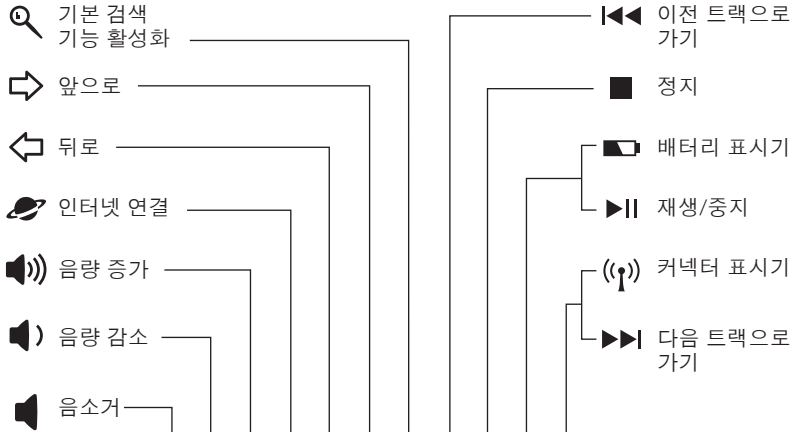 기본 검색
기능 활성화
앞으로
뒤로
인터넷 연결
음량 증가
음량 감소
음소거
이전 트랙으로
가기
정지
배터리 표시기
재생/중지
커넥터 표시기
다음 트랙으로
가기